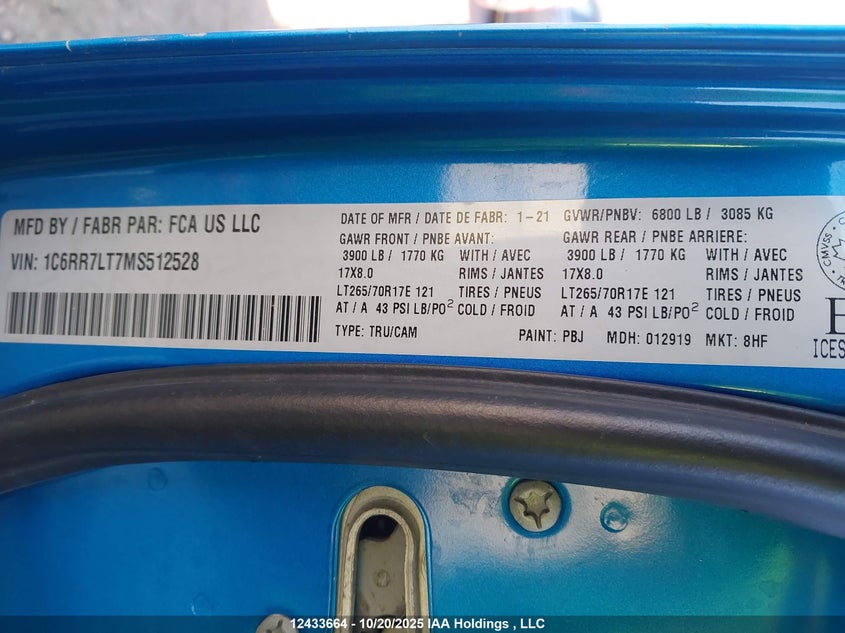 MFD BY / FABR PAR: FCA US LLC
VIN: 1C6RR7LT7MS512528
DATE OF MFR / DATE DE FABR: 1-21 GVWR/PNBV: 6800 LB / 3085 KG
GAWR FRONT / PNBE AVANT: GAWR REAR / PNBE ARRIERE:
3900 LB / 1770 KG WITH / AVEC 3900 LB / 1770 KG WITH / AVEC
17X8.0 RIMS / JANTES 17X8.0 RIMS / JANTES
LT265/70R17E 121 TIRES / PNEUS LT265/70R17E 121 TIRES / PNEUS
AT / A 43 PSI LB/PO² COLD / FROID AT / A 43 PSI LB/PO² COLD / FROID
TYPE: TRU/CAM PAINT: PBJ MDH: 012919 MKT: 8HF
CMVSS
ICES
12433664 - 10/20/2025 IAA Holdings , LLC